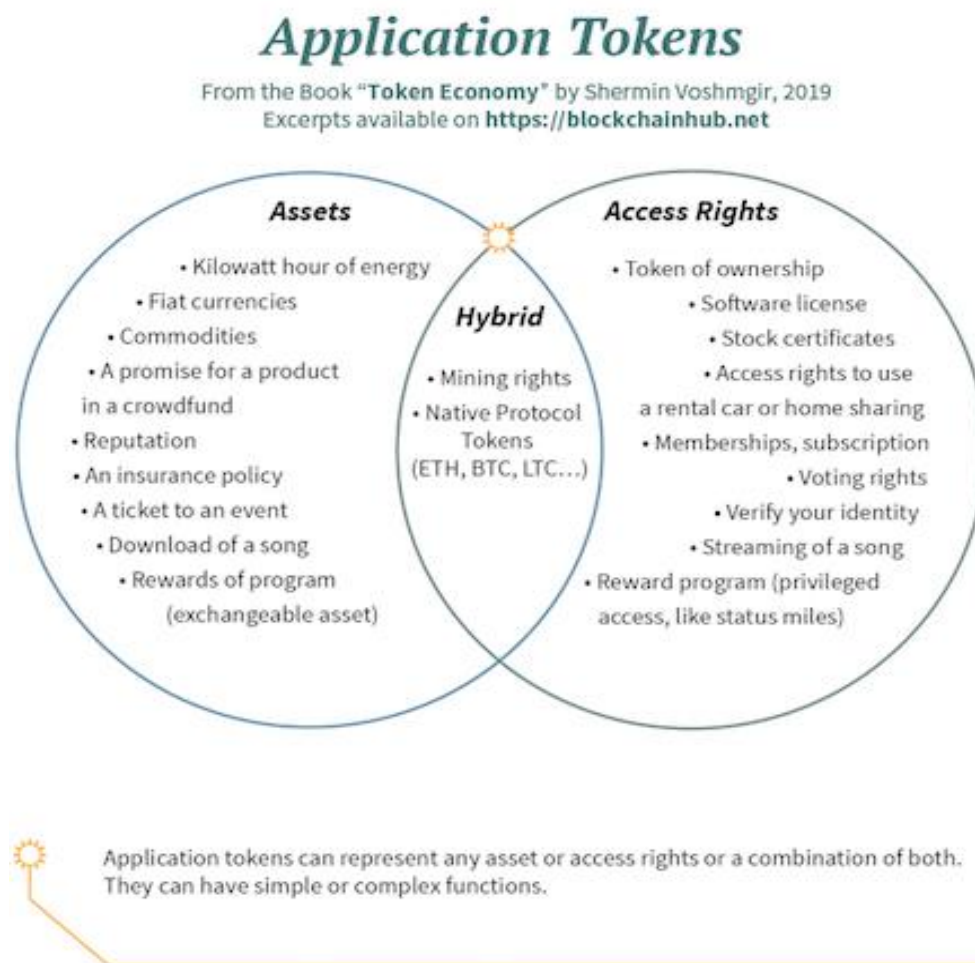 Application Tokens
From the Book “Token Economy” by Shermin Voshmgir, 2019
Excerpts available on https://blockchainhub.net
Assets
• Kilowatt hour of energy
• Fiat currencies
• Commodities
• A promise for a product
in a crowdfund
• Reputation
• An insurance policy
• A ticket to an event
• Download of a song
• Rewards of program
(exchangeable asset)
Hybrid
• Mining rights
• Native Protocol
Tokens
(ETH, BTC, LTC...)
Access Rights
• Token of ownership
• Software license
• Stock certificates
• Access rights to use
a rental car or home sharing
• Memberships, subscription
• Voting rights
• Verify your identity
• Streaming of a song
• Reward program (privileged
access, like status miles)
Application tokens can represent any asset or access rights or a combination of both.
They can have simple or complex functions.